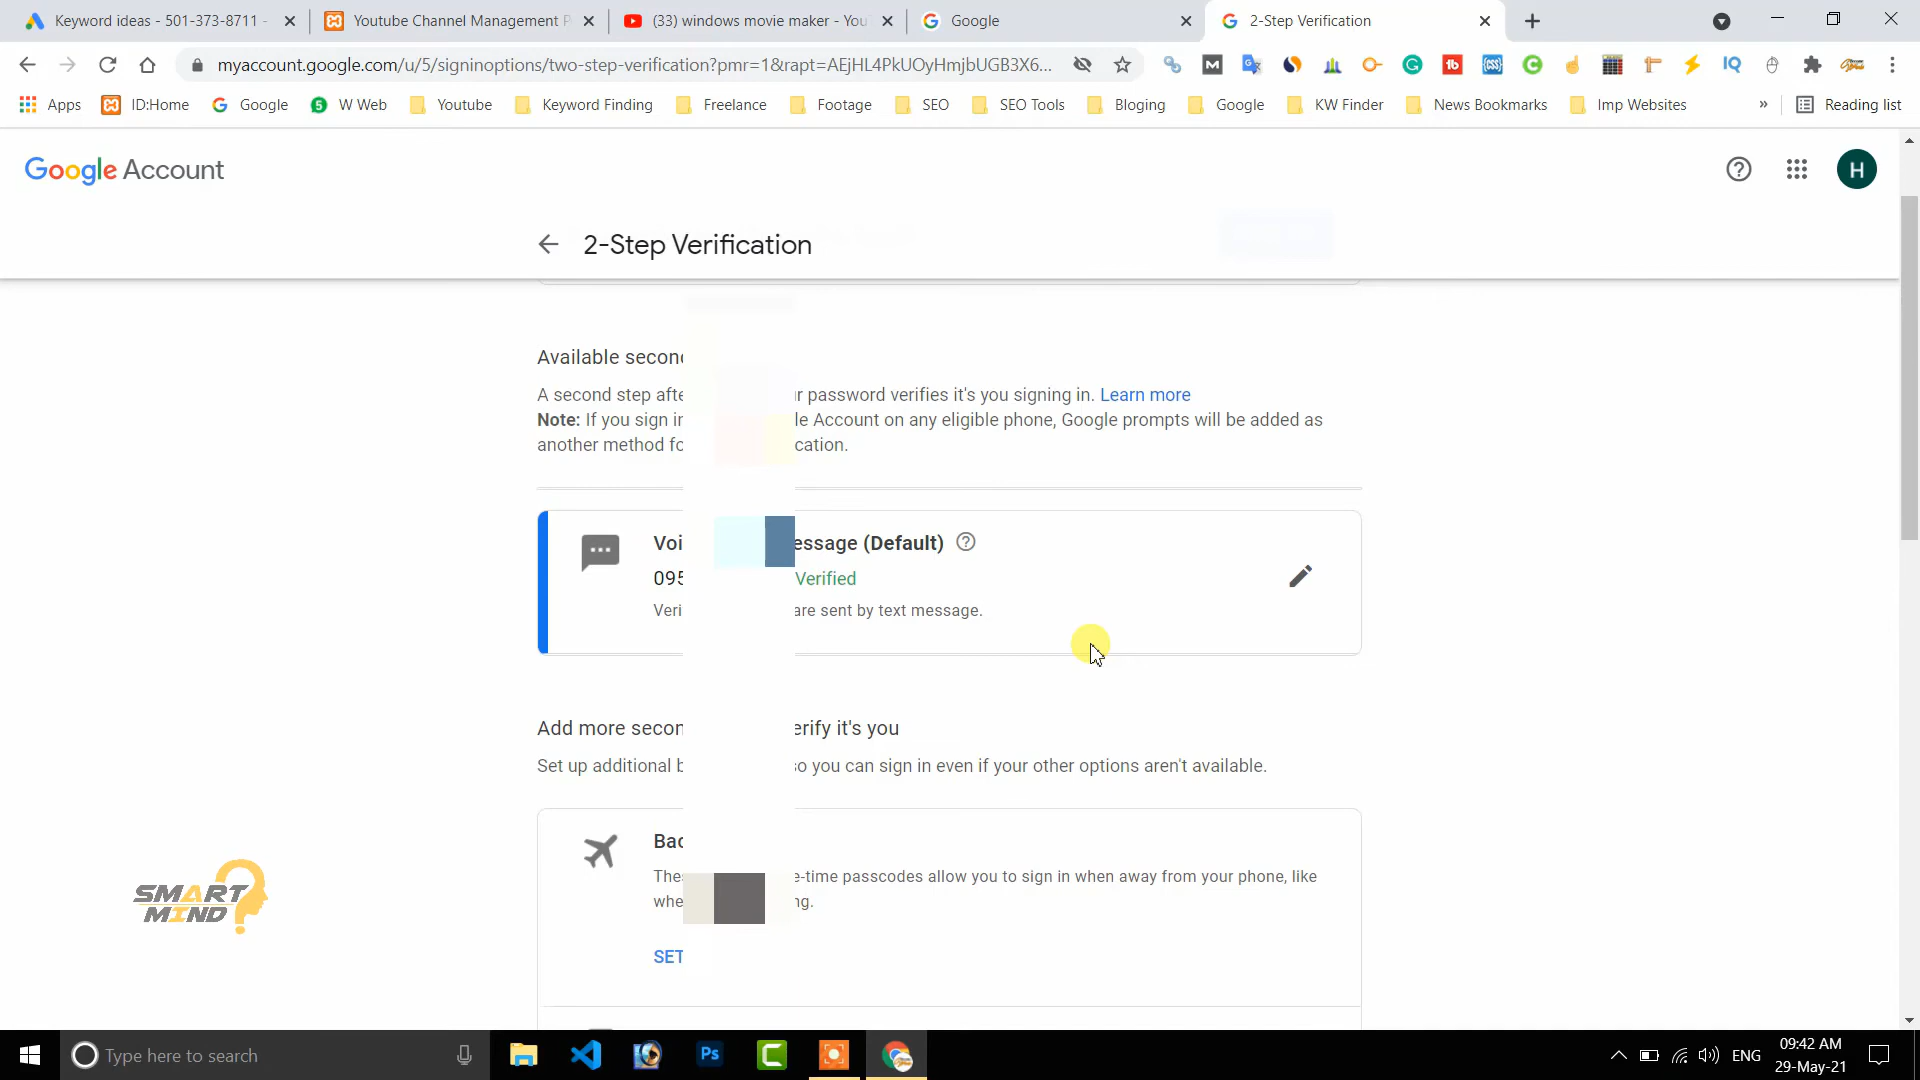 Keyword ideas - 501-373-8711 -
Youtube Channel Management P
(33) windows movie maker - You
Google
2-Step Verification
myaccount.google.com/u/5/signinoptions/two-step-verification?pmr=1&rapt=AEjHL4PkUOyHmjbUGB3X6...
Apps
ID:Home
Google
W Web
Youtube
Keyword Finding
Freelance
Footage
SEO
SEO Tools
Bloging
Google
KW Finder
News Bookmarks
Imp Websites
»
Reading list
Google Account
H
2-Step Verification
Available second
A second step afte r password verifies it's you signing in. Learn more
Note: If you sign in le Account on any eligible phone, Google prompts will be added as
another method fo cation.
Voi essage (Default)
095 Verified
Veri are sent by text message.
Add more secon erify it's you
Set up additional b so you can sign in even if your other options aren't available.
Bac
Thes e-time passcodes allow you to sign in when away from your phone, like
whe ng.
SET
SMART
MIND
Type here to search
Ps
ENG
09:42 AM
29-May-21